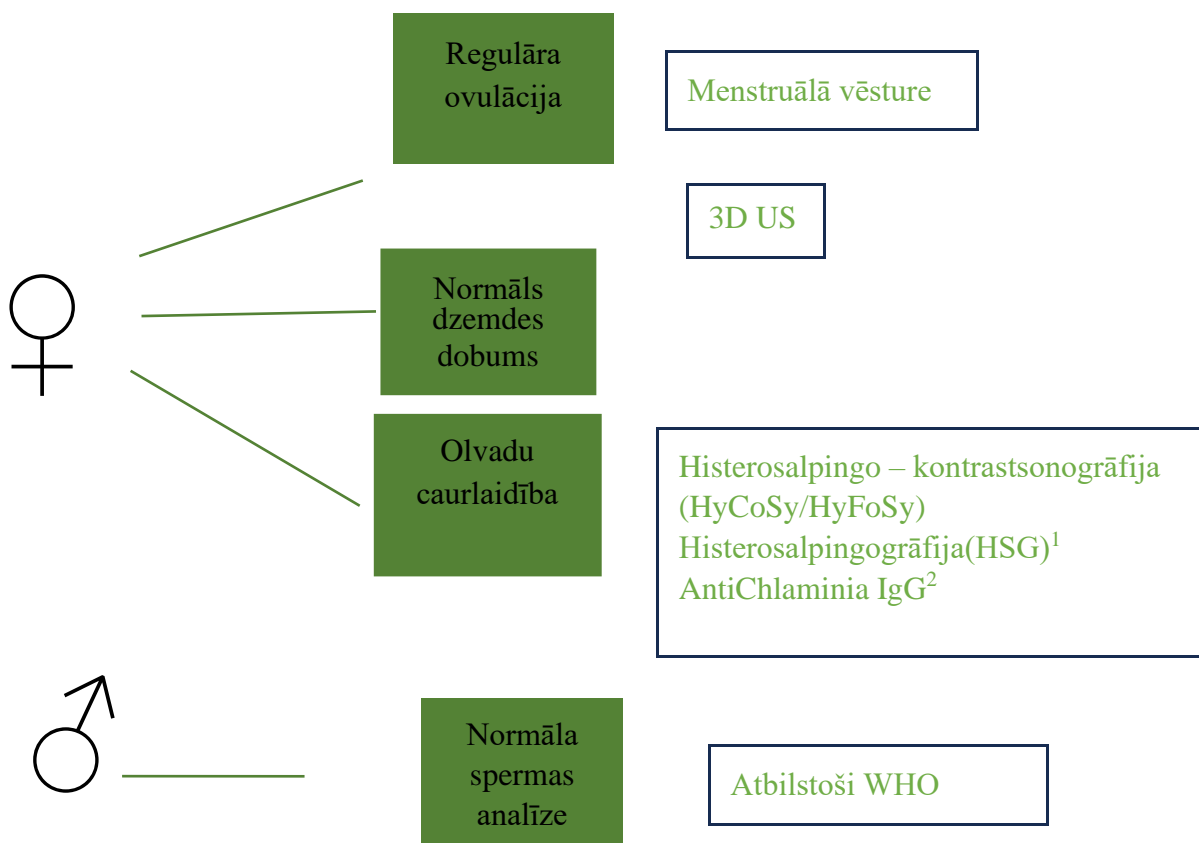 Regulāra
ovulācija
Menstruālā vēsture
3D US
Normāls
dzemdes
dobums
Olvadu
caurlaidība
Histerosalpingo – kontrastsonogrāfija
(HyCoSy/HyFoSy)
Histerosalpingogrāfija(HSG)¹
AntiChlaminia IgG²
Normāla
spermas
analīze
Atbilstoši WHO